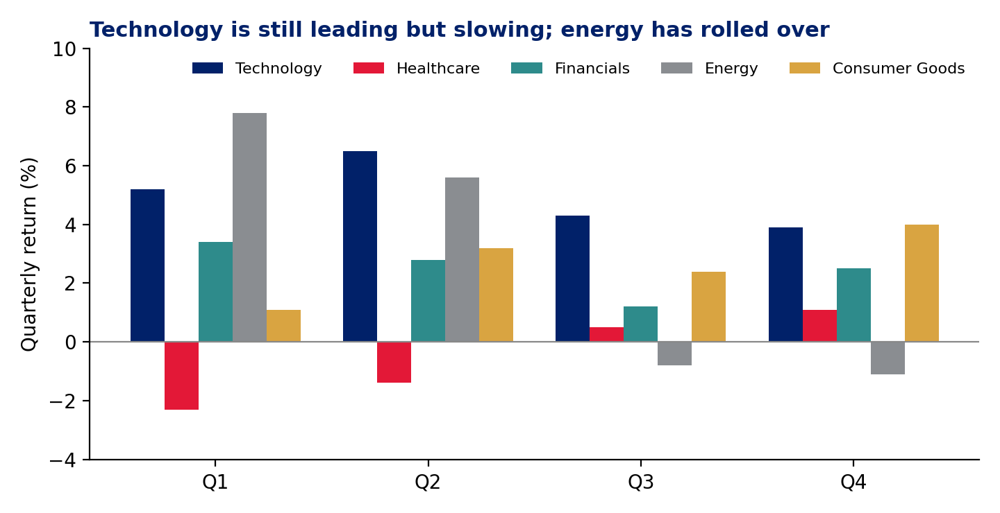 Technology is still leading but slowing; energy has rolled over
Technology Healthcare Financials Energy Consumer Goods
Quarterly return (%)
10
8
6
4
2
0
−2
−4
Q1 Q2 Q3 Q4